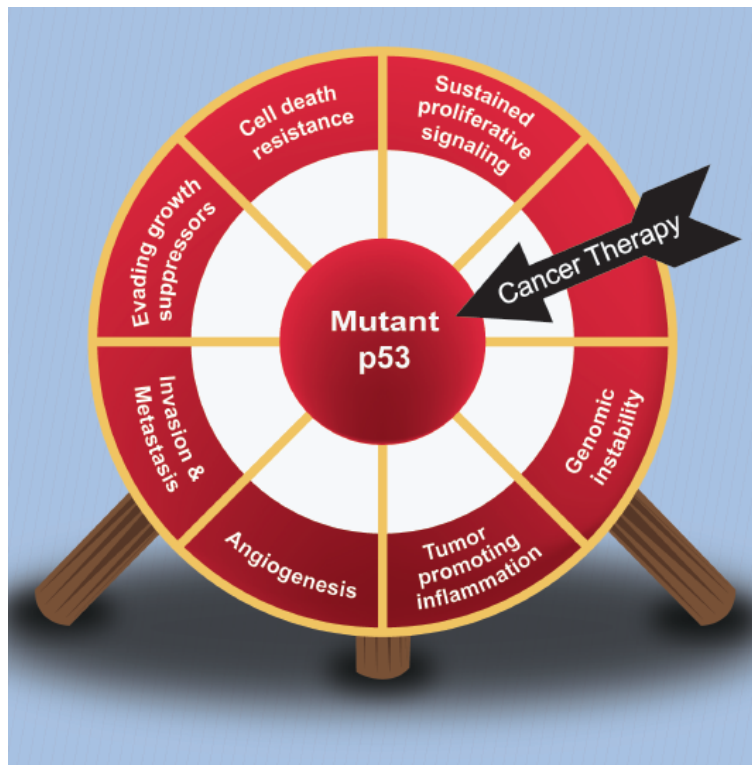 Cell death
resistance
Sustained
proliferative
signaling
Evading growth
suppressors
Cancer Therapy
Mutant
p53
Invasion &
Metastasis
Genomic
instability
Angiogenesis
Tumor
promoting
inflammation